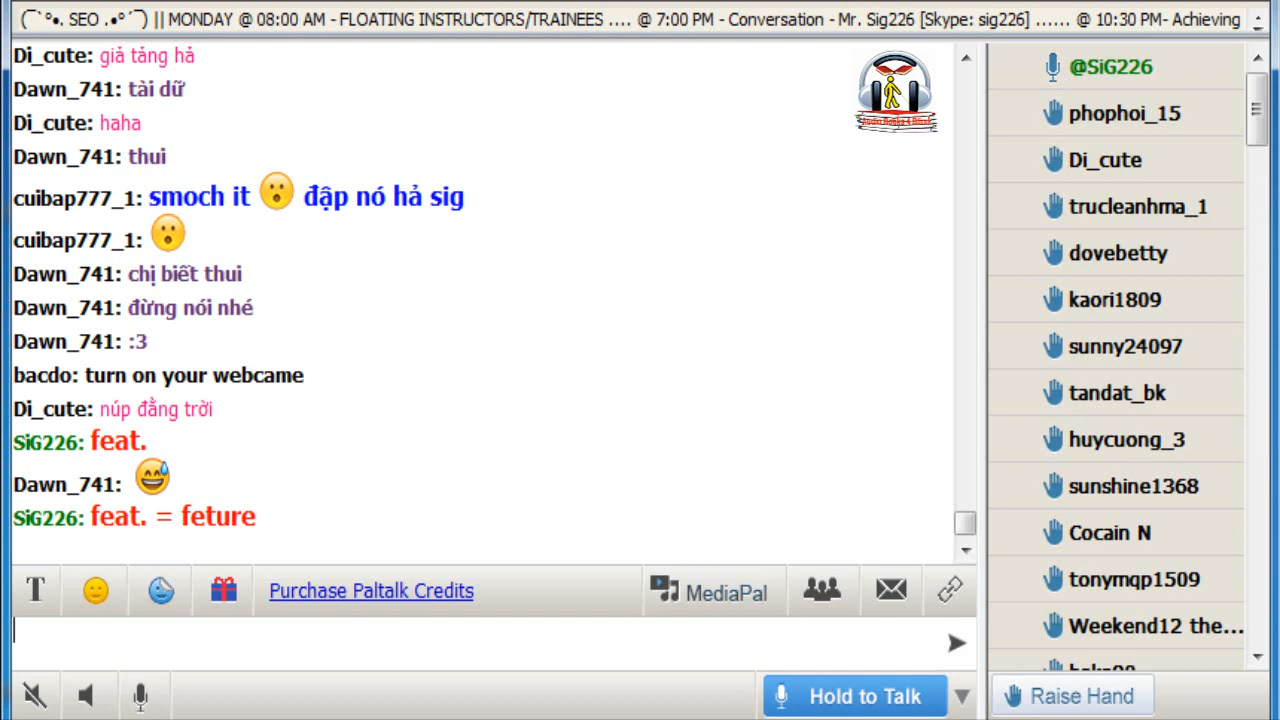 (¯`°•. SEO .•°´¯) || MONDAY @ 08:00 AM - FLOATING INSTRUCTORS/TRAINEES .... @ 7:00 PM - Conversation - Mr. Sig226 [Skype: sig226] ...... @ 10:30 PM- Achieving
Di_cute: giả tảng hả
Dawn_741: tài dữ
Di_cute: haha
Dawn_741: thui
cuibap777_1: smoch it 😮 đập nó hả sig
cuibap777_1: 😮
Dawn_741: chị biết thui
Dawn_741: đừng nói nhé
Dawn_741: :3
bacdo: turn on your webcame
Di_cute: núp đằng trời
SiG226: feat.
Dawn_741: 😅
SiG226: feat. = feture
Audio Books 4 Blind
@SiG226
phophoi_15
Di_cute
trucleanhma_1
dovebetty
kaori1809
sunny24097
tandat_bk
huycuong_3
sunshine1368
Cocain N
tonymqp1509
Weekend12 the...
T
Purchase Paltalk Credits
MediaPal
Hold to Talk
Raise Hand